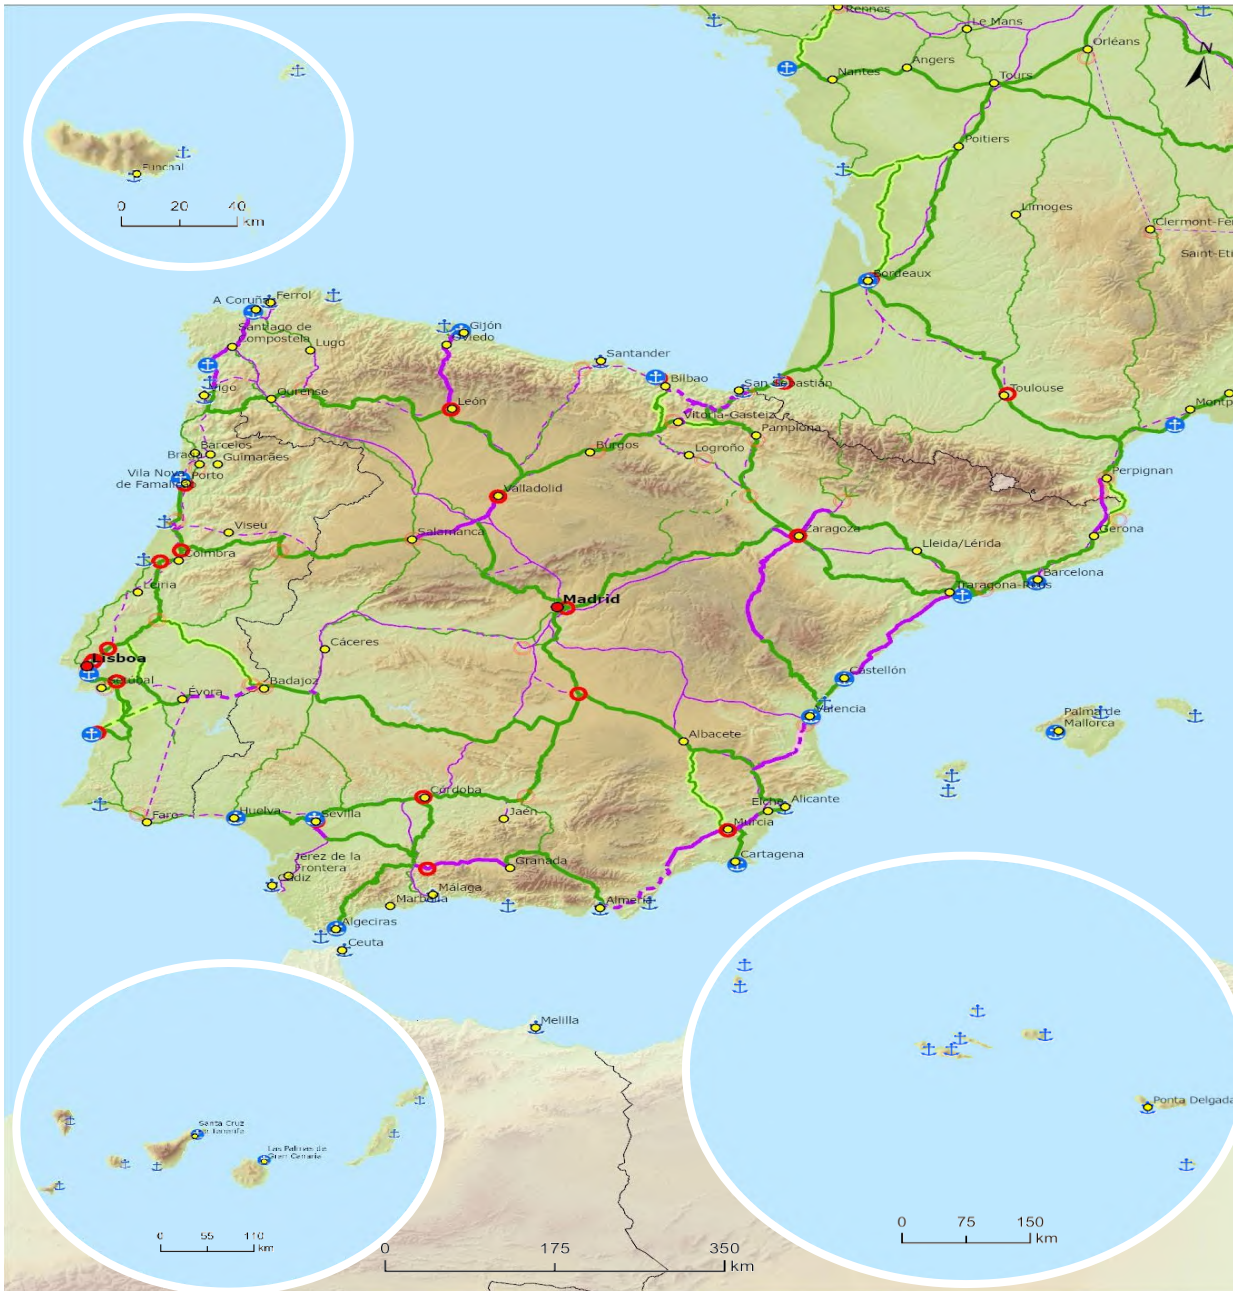 Rennes
Le Mans
Orléans
N
Angers
Nantes
Tours
Poitiers
Funchal
0 20 40
km
Limoges
Clermont-Fe
Saint-Eti
Bordeaux
A Coruña
Ferrol
Santiago de
Compostela
Lugo
Gijón
Oviedo
Santander
Bilbao
San Sebastián
Toulouse
Montp
Vigo
Ourense
León
Vitoria-Gasteiz
Pamplona
Burgos
Logroño
Barcelos
Braga
Guimarães
Vila Nova
de Famalicão
Porto
Perpignan
Valladolid
Viseu
Salamanca
Zaragoza
Gerona
Coimbra
Lleida/Lérida
Leiria
Barcelona
Tarragona-Reus
Madrid
Cáceres
Lisboa
Setúbal
Évora
Badajoz
Castellón
Valencia
Palma de
Mallorca
Albacete
Córdoba
Elche
Alicante
Faro
Huelva
Sevilla
Jaén
Murcia
Jerez de la
Frontera
Granada
Cartagena
Cádiz
Málaga
Marbella
Almería
Algeciras
Ceuta
Melilla
Ponta Delgada
Santa Cruz
de Tenerife
Las Palmas de
Gran Canaria
0 55 110
km
0 175 350
km
0 75 150
km